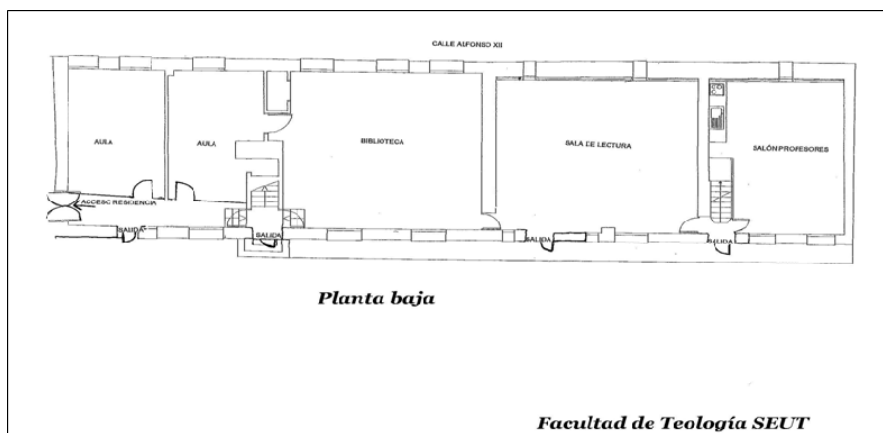 CALLE ALFONSO XII
AULA
AULA
BIBLIOTECA
SALA DE LECTURA
SALÓN PROFESORES
ACCESO RESIDENCIA
SALIDA
SALIDA
SALIDA
SALIDA
Planta baja
Facultad de Teología SEUT